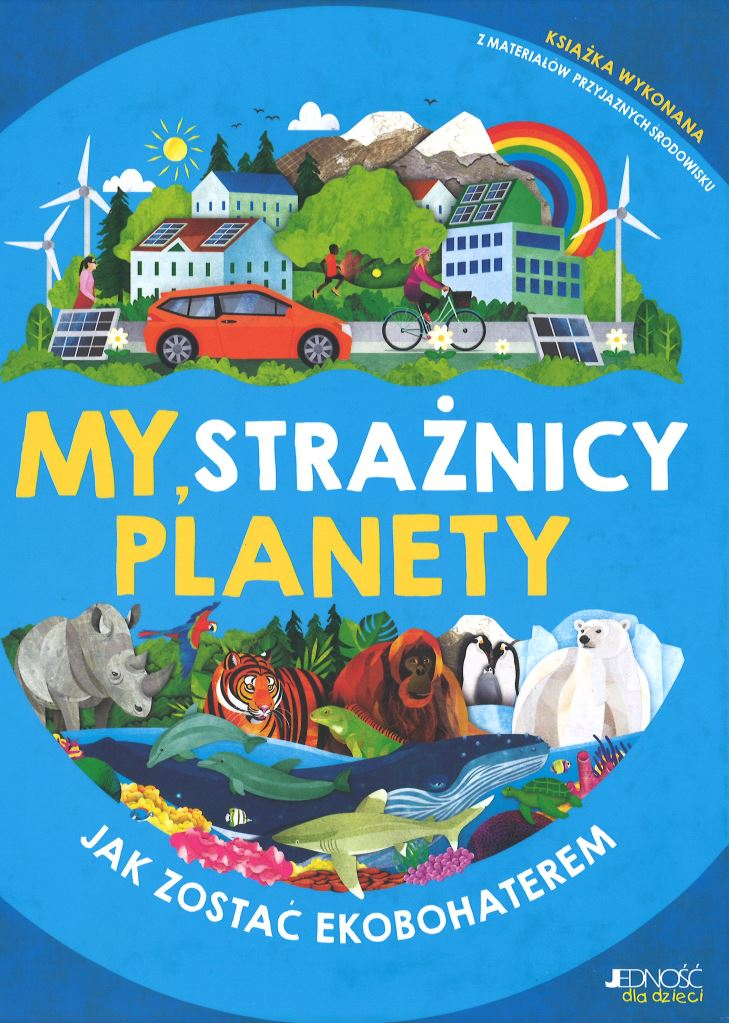 KSIĄŻKA WYKONANA
Z MATERIAŁÓW PRZYJAZNYCH ŚRODOWISKU
MY, STRAŻNICY
PLANETY
JAK ZOSTAĆ EKOBOHATEREM
JEDNOŚĆ
dla dzieci